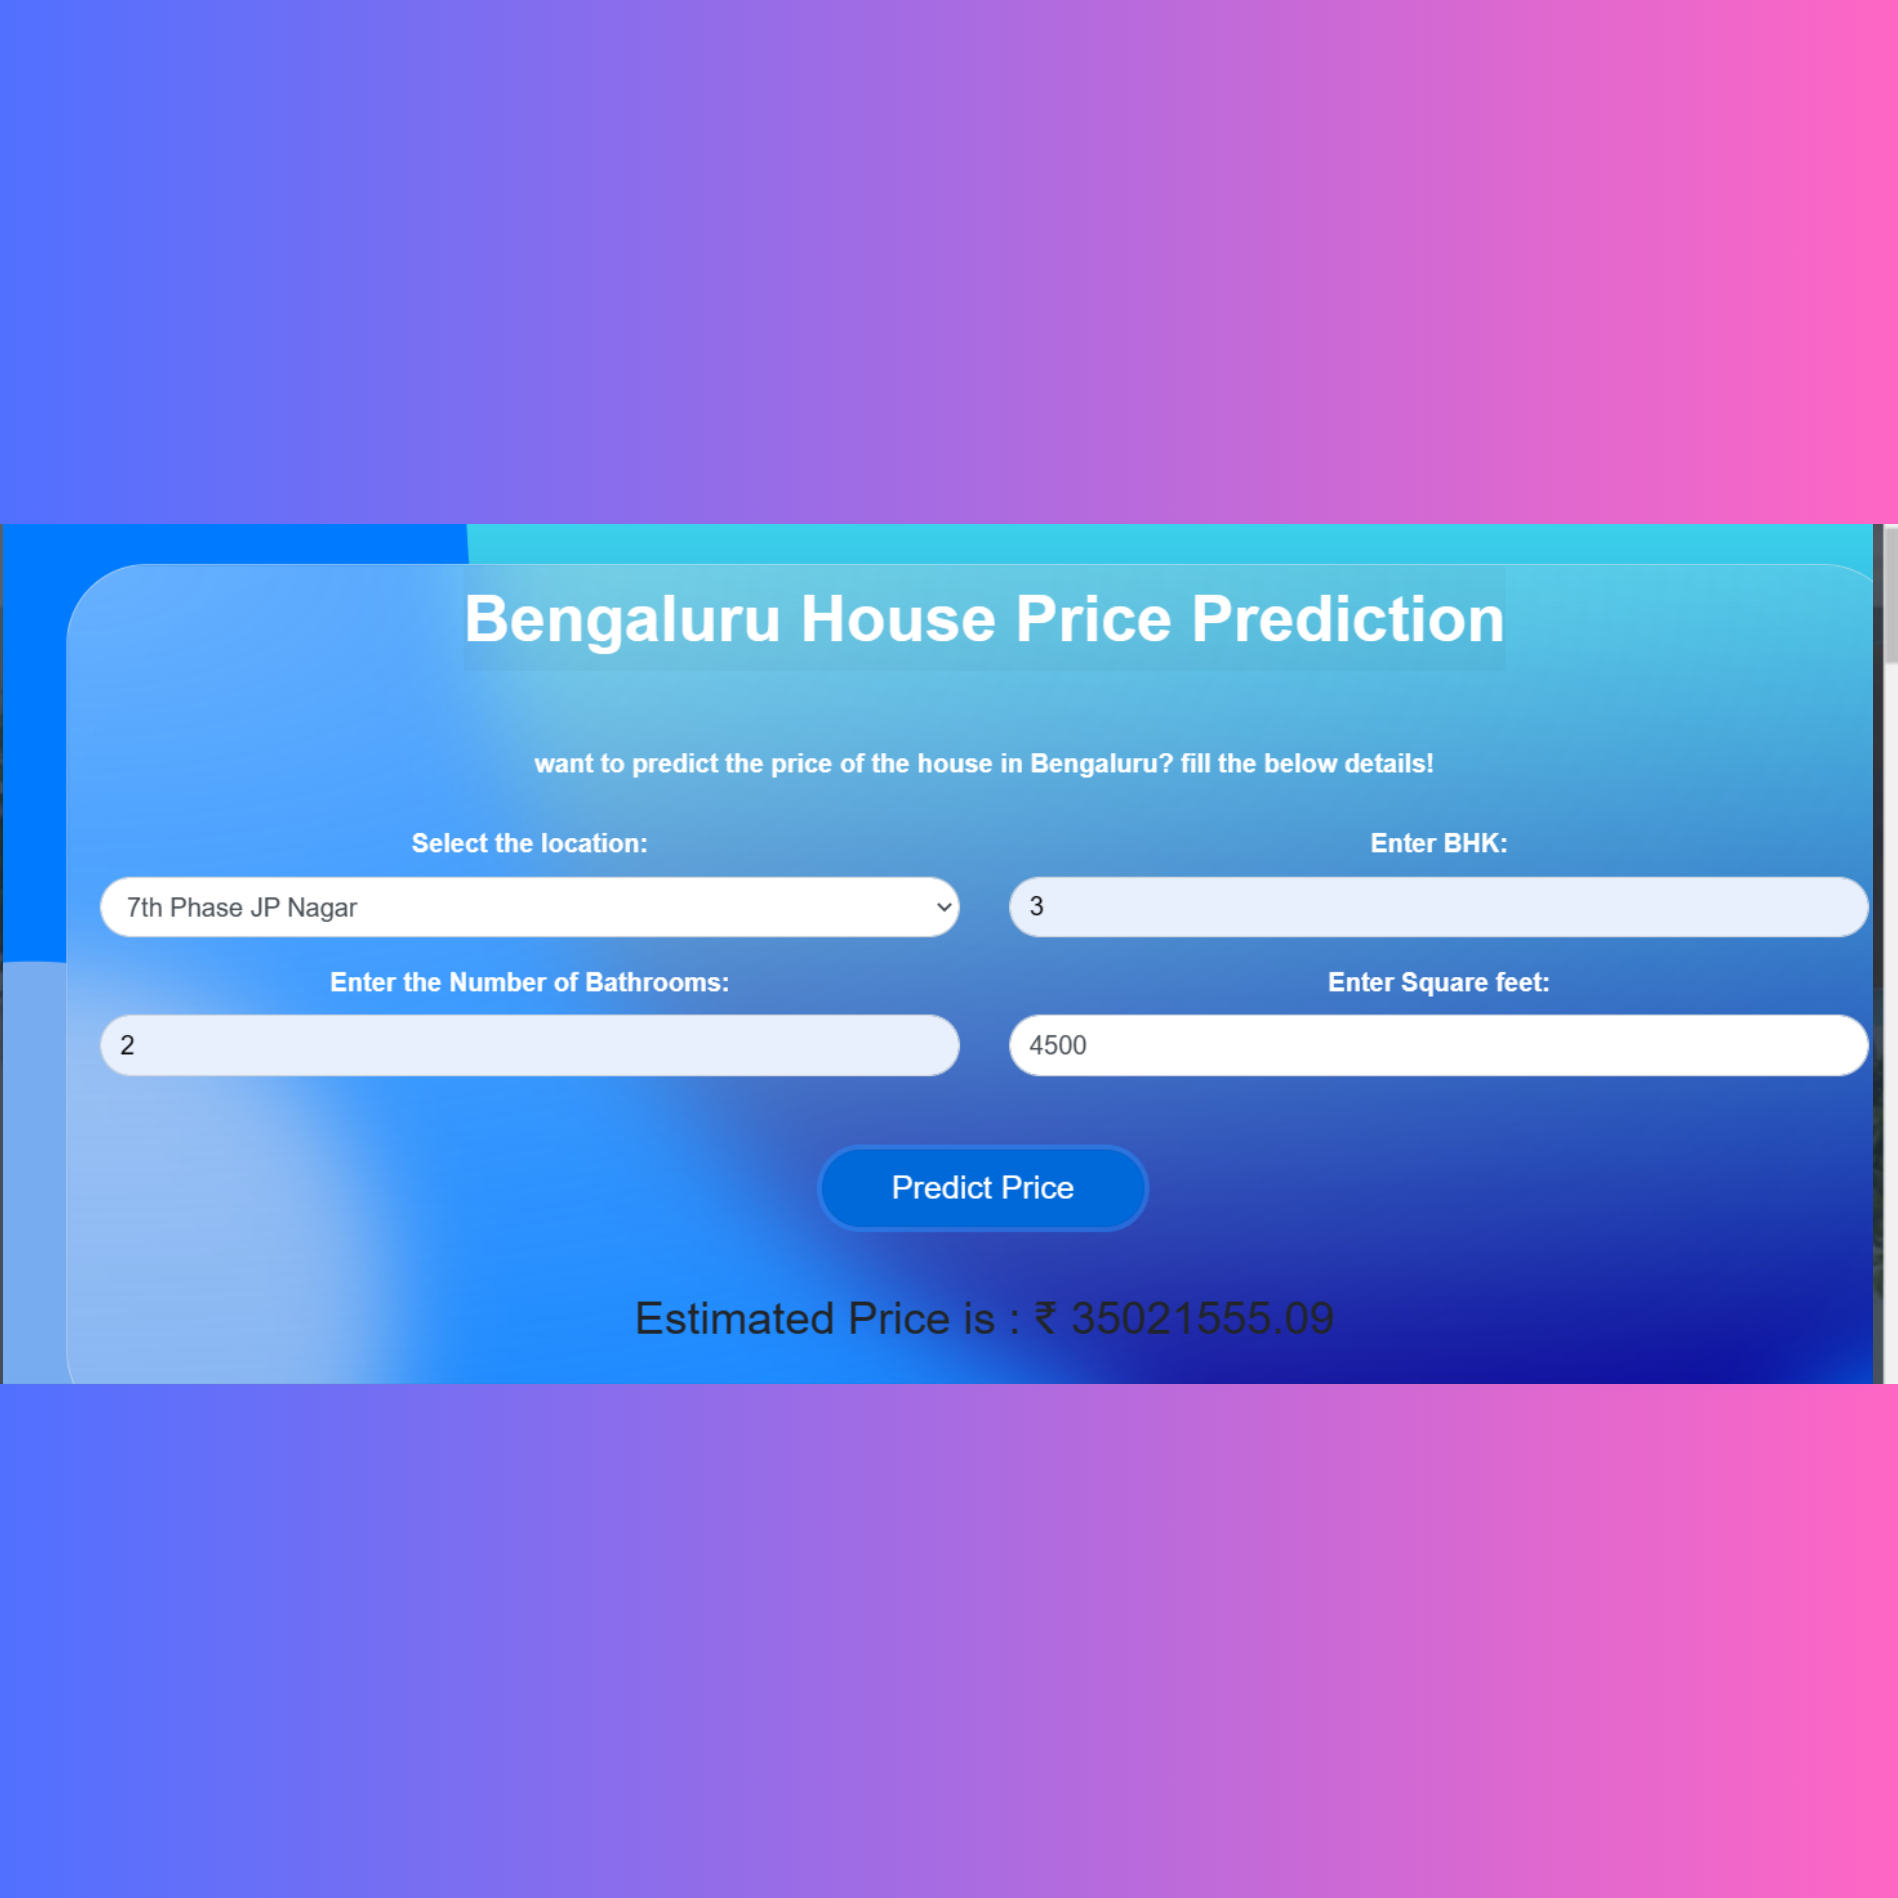 Bengaluru House Price Prediction
want to predict the price of the house in Bengaluru? fill the below details!
Select the location:
Enter BHK:
7th Phase JP Nagar
3
Enter the Number of Bathrooms:
Enter Square feet:
2
4500
Predict Price
Estimated Price is : ₹ 35021555.09